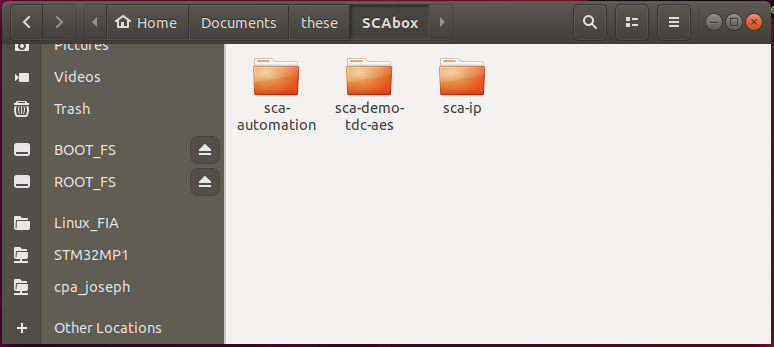 Home
Documents
these
SCAbox
Pictures
Videos
Trash
BOOT_FS
ROOT_FS
Linux_FIA
STM32MP1
cpa_joseph
Other Locations
sca-
automation
sca-demo-
tdc-aes
sca-ip